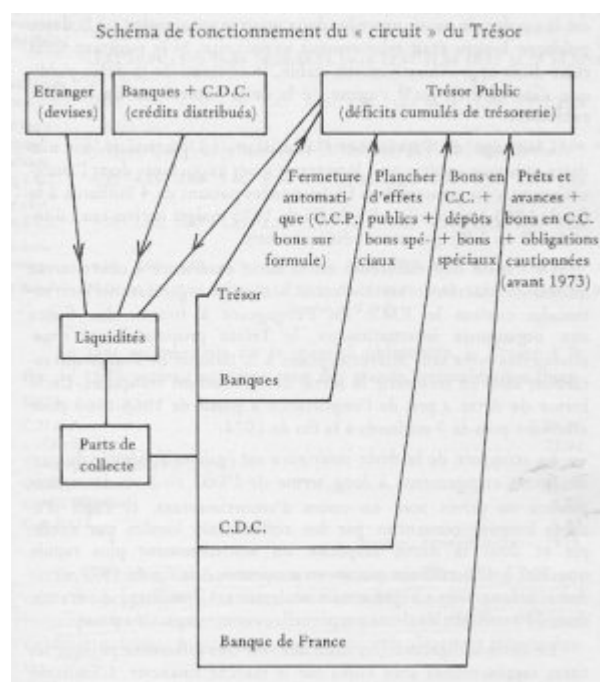 Schéma de fonctionnement du « circuit » du Trésor
Etranger
(devises)
Banques + C.D.C.
(crédits distribués)
Trésor Public
(déficits cumulés de trésorerie)
Fermeture
automati-
que (C.C.P.
bons sur
formule)
Plancher
d'effets
publics +
bons spé-
ciaux
Bons en
C.C. +
dépôts
+ bons
spéciaux
Prêts et
avances +
bons en C.C.
+ obligations
cautionnées
(avant 1973)
Trésor
Liquidités
Banques
Parts de
collecte
C.D.C.
Banque de France